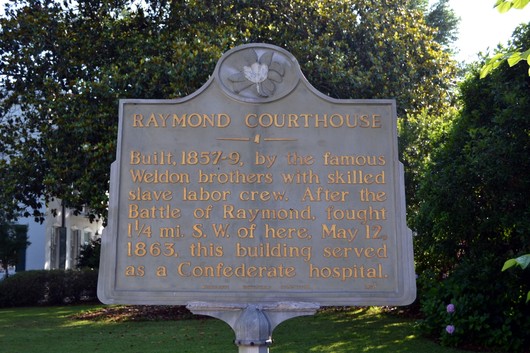 RAYMOND COURTHOUSE
Built, 1857-9, by the famous
Weldon brothers with skilled
slave labor crew. After the
Battle of Raymond, fought
1¼ mi. S. W. of here, May 12,
1863, this building served
as a Confederate hospital.